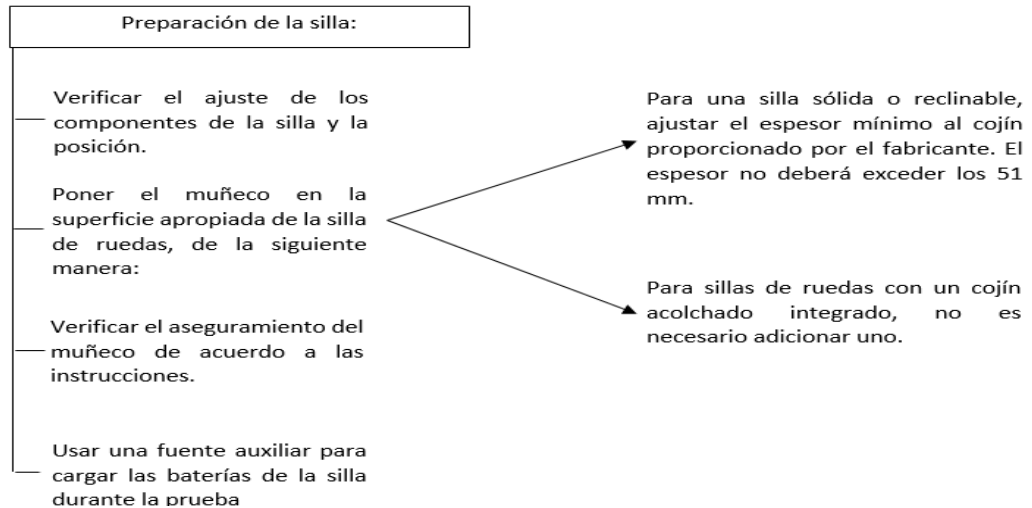 Preparación de la silla:
Verificar el ajuste de los
componentes de la silla y la
posición.
Poner el muñeco en la
superficie apropiada de la silla
de ruedas, de la siguiente
manera:
Para una silla sólida o reclinable,
ajustar el espesor mínimo al cojín
proporcionado por el fabricante. El
espesor no deberá exceder los 51
mm.
Para sillas de ruedas con un cojín
acolchado integrado, no es
necesario adicionar uno.
Verificar el aseguramiento del
muñeco de acuerdo a las
instrucciones.
Usar una fuente auxiliar para
cargar las baterías de la silla
durante la prueba